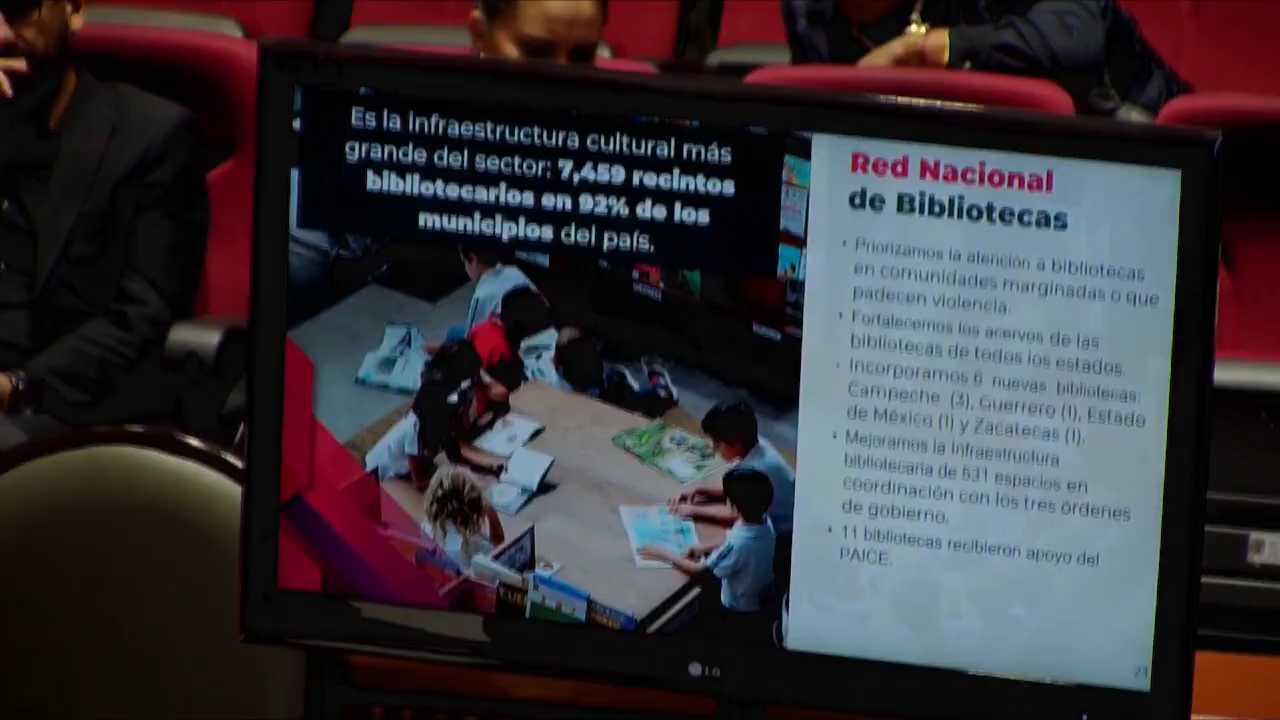 Es la infraestructura cultural más
grande del sector: 7,459 recintos
bibliotecarios en 92% de los
municipios del país.
Red Nacional
de Bibliotecas
• Priorizamos la atención a bibliotecas
en comunidades marginadas o que
padecen violencia.
• Fortalecemos los acervos de las
bibliotecas de todos los estados.
• Incorporamos 6 nuevas bibliotecas:
Campeche (3), Guerrero (1), Estado
de México (1) y Zacatecas (1).
• Mejoramos la infraestructura
bibliotecaria de 531 espacios en
coordinación con los tres órdenes
de gobierno.
• 11 bibliotecas recibieron apoyo del
PAICE.
LG